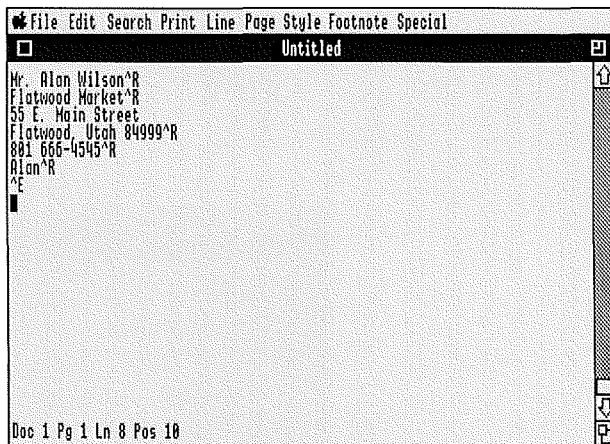 File Edit Search Print Line Page Style Footnote Special
Untitled
Mr. Alan Wilson^R
Flatwood Market^R
55 E. Main Street
Flatwood, Utah 84999^R
801 666-4545^R
Alan^R
^E
Doc 1 Pg 1 Ln 8 Pos 10